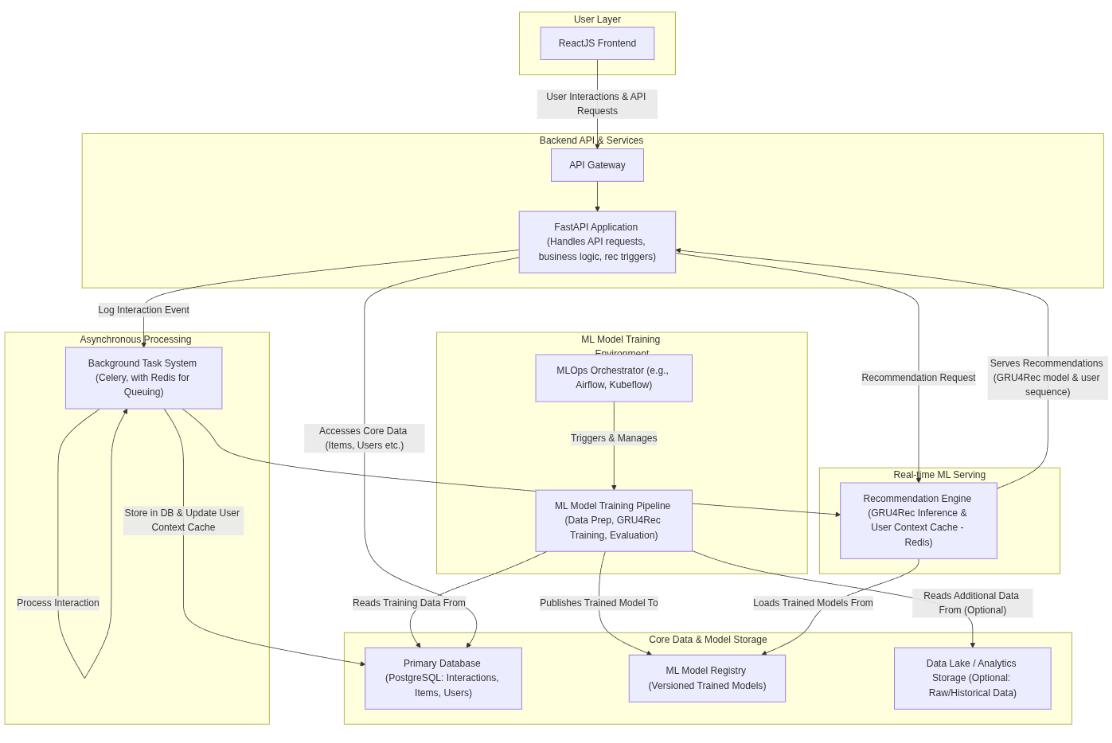 User Layer
ReactJS Frontend
User Interactions & API
Requests
Backend API & Services
API Gateway
FastAPI Application
(Handles API requests,
business logic, rec triggers)
Log Interaction Event
Asynchronous Processing
Background Task System
(Celery, with Redis for
Queuing)
ML Model Training
Environment
MLOps Orchestrator (e.g.,
Airflow, Kubeflow)
Serves Recommendations
(GRU4Rec model & user
sequence)
Recommendation Request
Accesses Core Data
(Items, Users etc.)
Triggers & Manages
Real-time ML Serving
Recommendation Engine
(GRU4Rec Inference &
User Context Cache -
Redis)
ML Model Training Pipeline
(Data Prep, GRU4Rec
Training, Evaluation)
Store in DB & Update User
Context Cache
Process Interaction
Reads Training Data From
Publishes Trained Model To
Loads Trained Models From
Reads Additional Data
From (Optional)
Core Data & Model Storage
Primary Database
(PostgreSQL: Interactions,
Items, Users)
ML Model Registry
(Versioned Trained Models)
Data Lake / Analytics
Storage (Optional:
Raw/Historical Data)